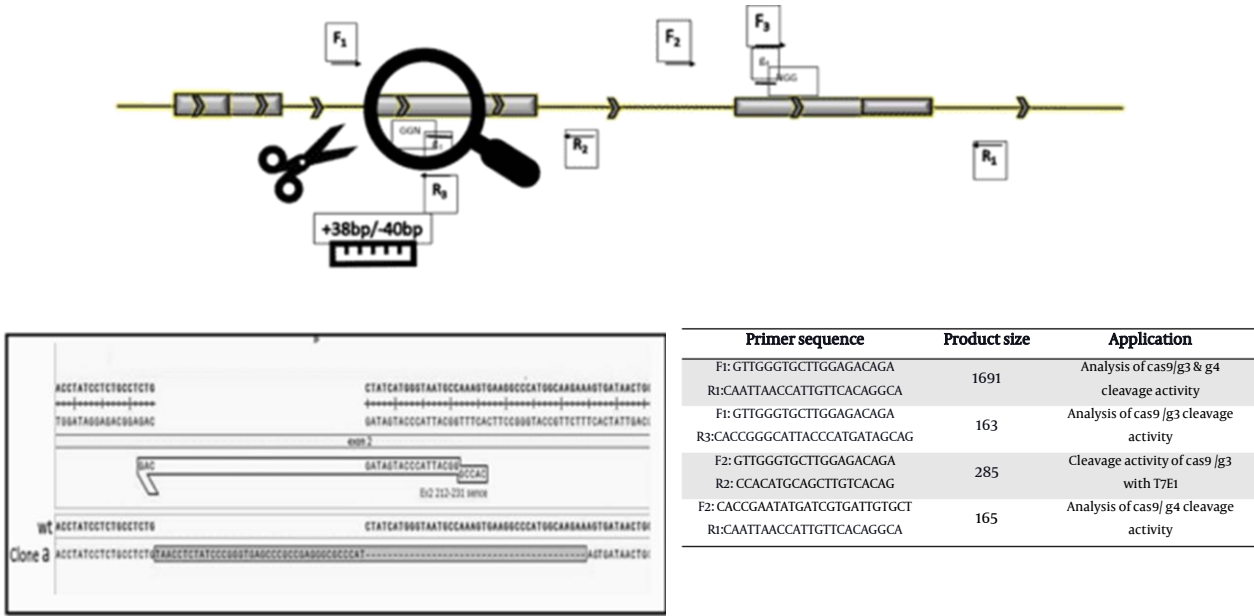 F₃
F₁
F₂
NGG
GGN
R₂
R₁
R₃
+38bp/-40bp
ACCTATCCTCTGCCTCTG
CTATCATGGGTAATGCCAAAGTGAAGGCCCATGGCAAGAAAGTGATAACTG
TGGATAGGAGACGGAGAC
GATAGTACCCATTACGGTTTCACTTCCGGGTACCGTTCTTTCACTATTGAC
exon 2
GAC
GATAGTACCCATTACGG
GCCAC
Ex2 212-231 sence
wt ACCTATCCTCTGCCTCTG
CTATCATGGGTAATGCCAAAGTGAAGGCCCATGGCAAGAAAGTGATAACTG
Clone a ACCTATCCTCTGCCTCTGTAACCTCTATCCCGGGTGAGCCCGCCGAGGGCGCCCAT
AGTGATAACTG
Primer sequence Product size Application
F1: GTTGGGTGCTTGGAGACAGA
R1:CAATTAACCATTGTTCACAGGCA
1691
Analysis of cas9/g3 & g4
cleavage activity
F1: GTTGGGTGCTTGGAGACAGA
R3:CACCGGGCATTACCCATGATAGCAG
163
Analysis of cas9 /g3 cleavage
activity
F2: GTTGGGTGCTTGGAGACAGA
R2: CCACATGCAGCTTGTCACAG
285
Cleavage activity of cas9 /g3
with T7E1
F2: CACCGAATATGATCGTGATTGTGCT
R1:CAATTAACCATTGTTCACAGGCA
165
Analysis of cas9/ g4 cleavage
activity